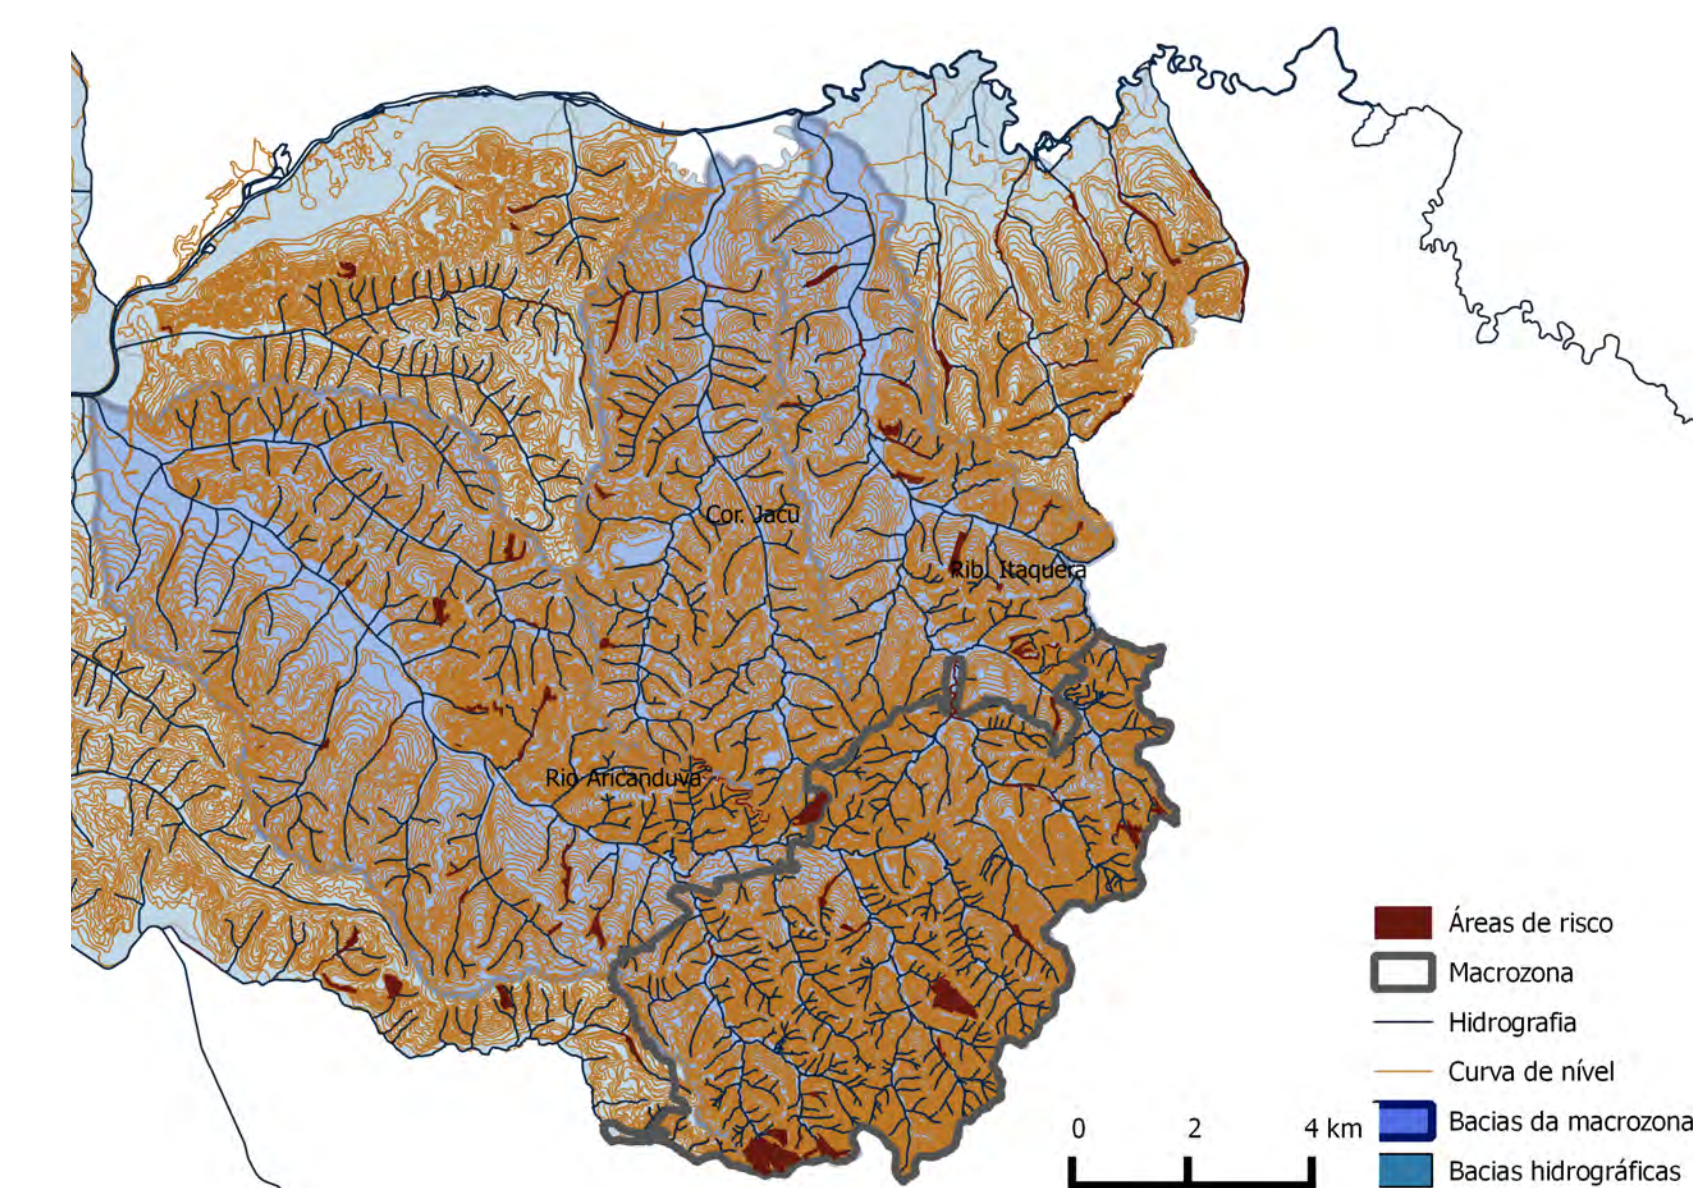 Cor. Jacú
Rib. Itaquera
Rio Aricanduva
Áreas de risco
Macrozona
Hidrografia
Curva de nível
Bacias da macrozona
Bacias hidrográficas
0 2 4 km